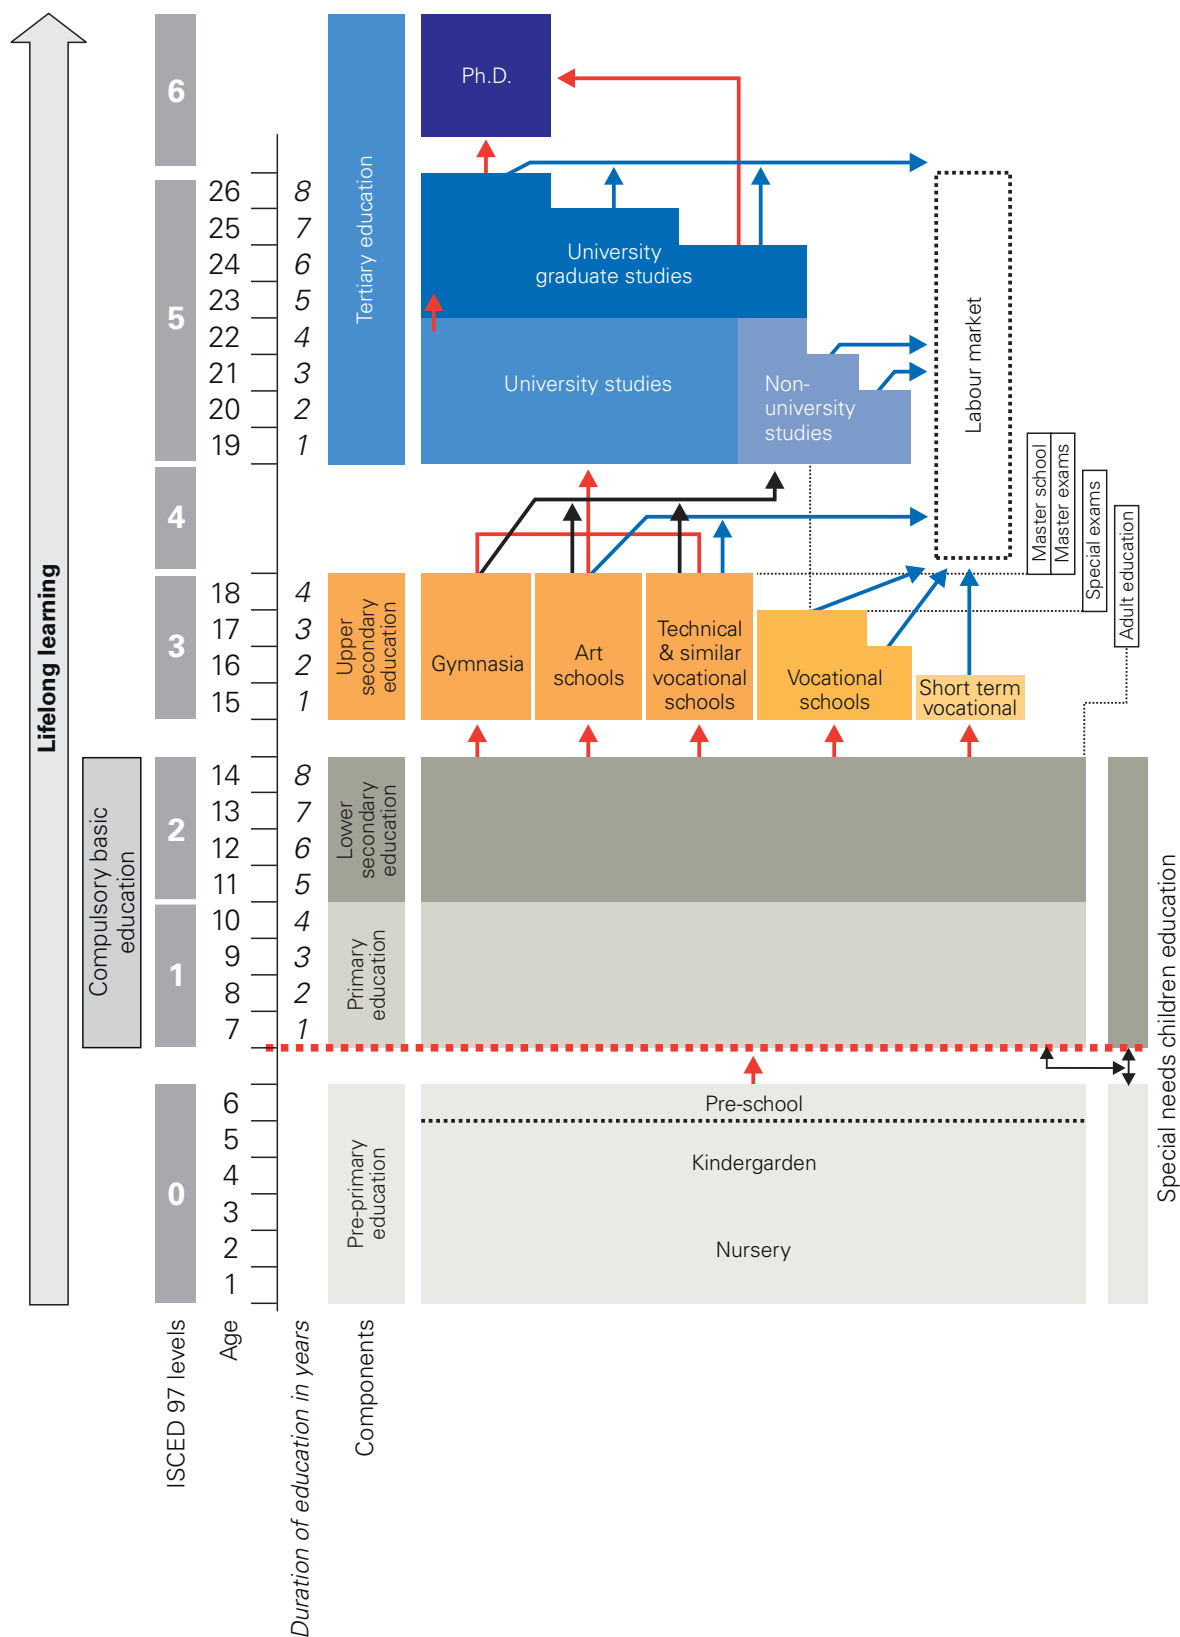 Lifelong learning
Compulsory basic
education
6
5
4
3
2
1
0
26
25
24
23
22
21
20
19
18
17
16
15
14
13
12
11
10
9
8
7
6
5
4
3
2
1
8
7
6
5
4
3
2
1
4
3
2
1
8
7
6
5
4
3
2
1
Tertiary education
Upper
secondary
education
Lower
secondary
education
Primary
education
Pre-primary
education
Ph.D.
University
graduate studies
University studies
Non-
university
studies
Labour market
Master school
Master exams
Special exams
Adult education
Gymnasia
Art
schools
Technical
& similar
vocational
schools
Vocational
schools
Short term
vocational
Pre-school
Kindergarden
Nursery
Special needs children education
ISCED 97 levels
Age
Duration of education in years
Components